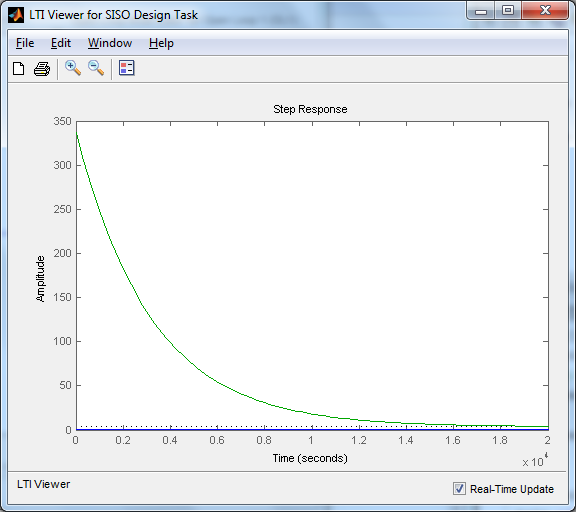 LTI Viewer for SISO Design Task
File Edit Window Help
Step Response
350
300
250
200
150
100
50
0
Amplitude
0 0.2 0.4 0.6 0.8 1 1.2 1.4 1.6 1.8 2
x 10^4
Time (seconds)
LTI Viewer
Real-Time Update